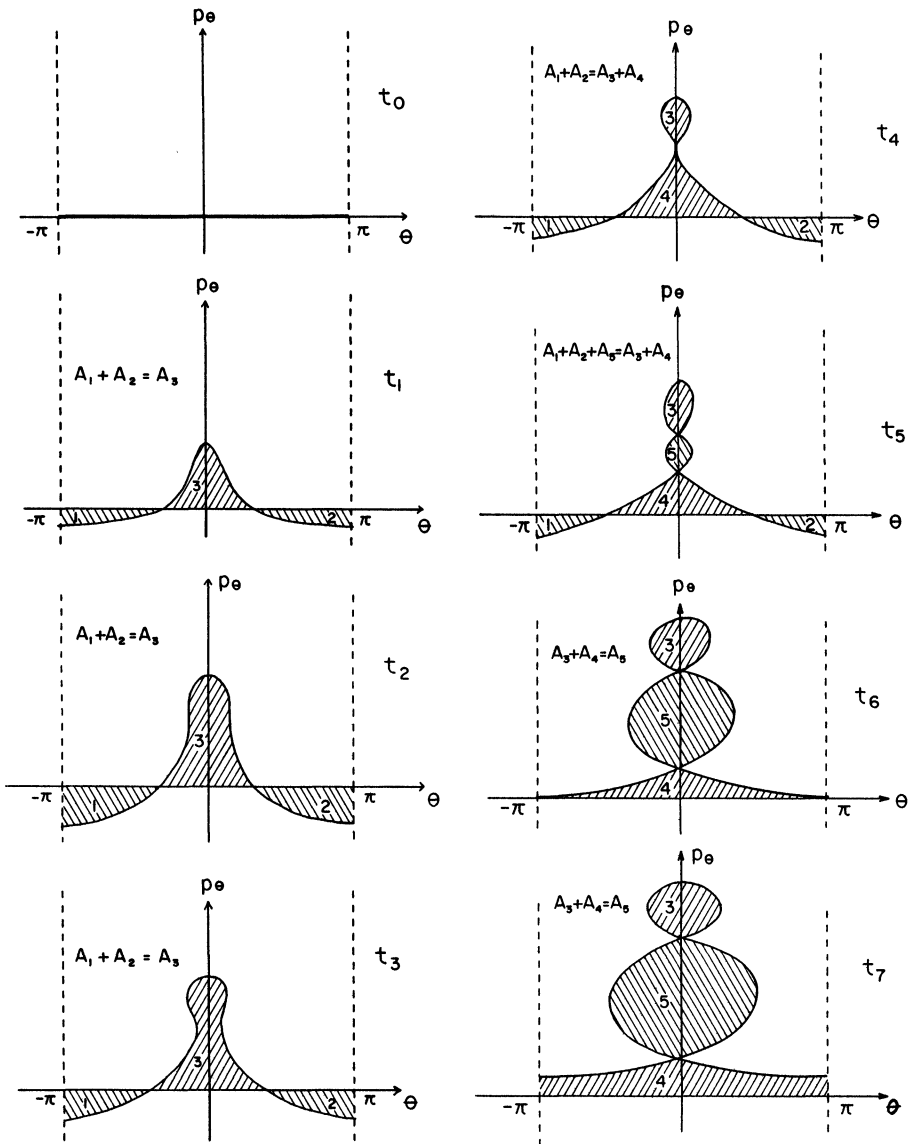 pθ
t₀
-π
π
θ
pθ
A₁+A₂=A₃
t₁
3
1
2
-π
π
θ
pθ
A₁+A₂=A₃
t₂
3
1
2
-π
π
θ
pθ
A₁+A₂=A₃
t₃
3
1
2
-π
π
θ
pθ
A₁+A₂=A₃+A₄
t₄
3
4
1
2
-π
π
θ
pθ
A₁+A₂+A₅=A₃+A₄
t₅
3
5
4
1
2
-π
π
θ
pθ
A₃+A₄=A₅
t₆
3
5
4
-π
π
θ
pθ
A₃+A₄=A₅
t₇
3
5
4
-π
π
θ